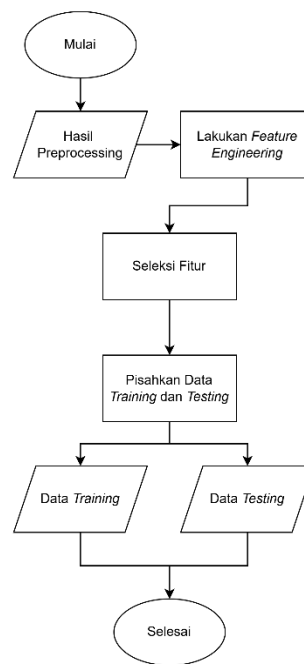 Mulai
Hasil
Preprocessing
Lakukan Feature
Engineering
Seleksi Fitur
Pisahkan Data
Training dan Testing
Data Training
Data Testing
Selesai